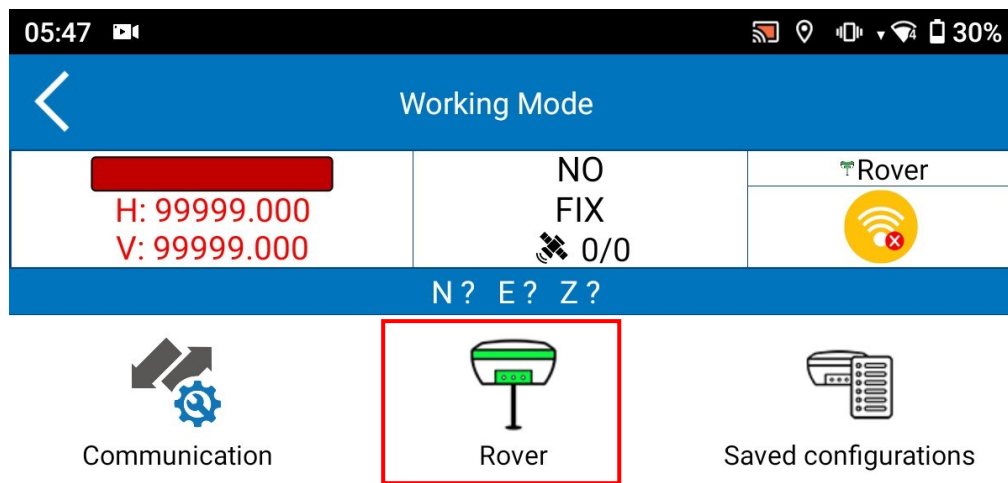 05:47 30%
Working Mode
H: 99999.000
V: 99999.000
NO
FIX
0/0
Rover
N? E? Z?
Communication
Rover
Saved configurations